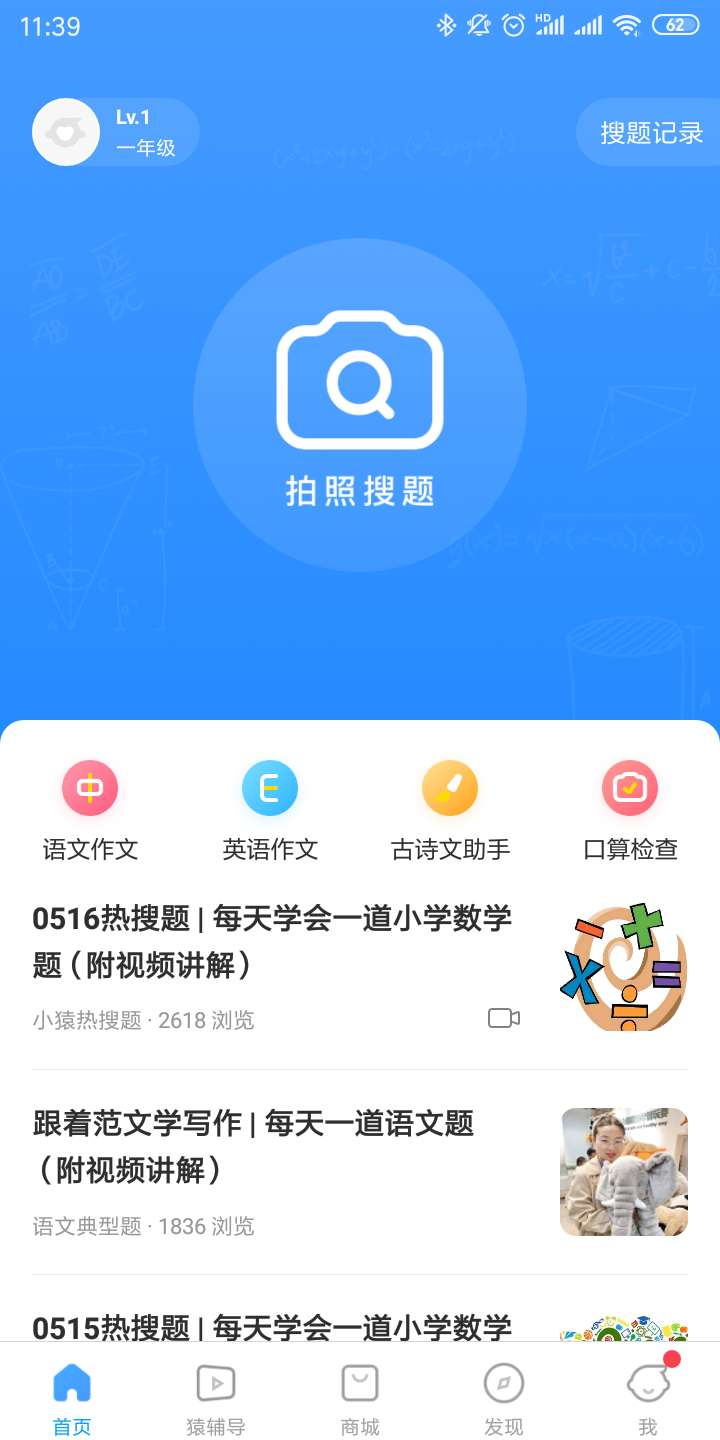 11:39
HD
62
Lv.1
一年级
搜题记录
拍照搜题
语文作文
英语作文
古诗文助手
口算检查
0516热搜题 | 每天学会一道小学数学
题（附视频讲解）
小猿热搜题 · 2618 浏览
跟着范文学写作 | 每天一道语文题
（附视频讲解）
语文典型题 · 1836 浏览
0515热搜题 | 每天学会一道小学数学
首页
猿辅导
商城
发现
我